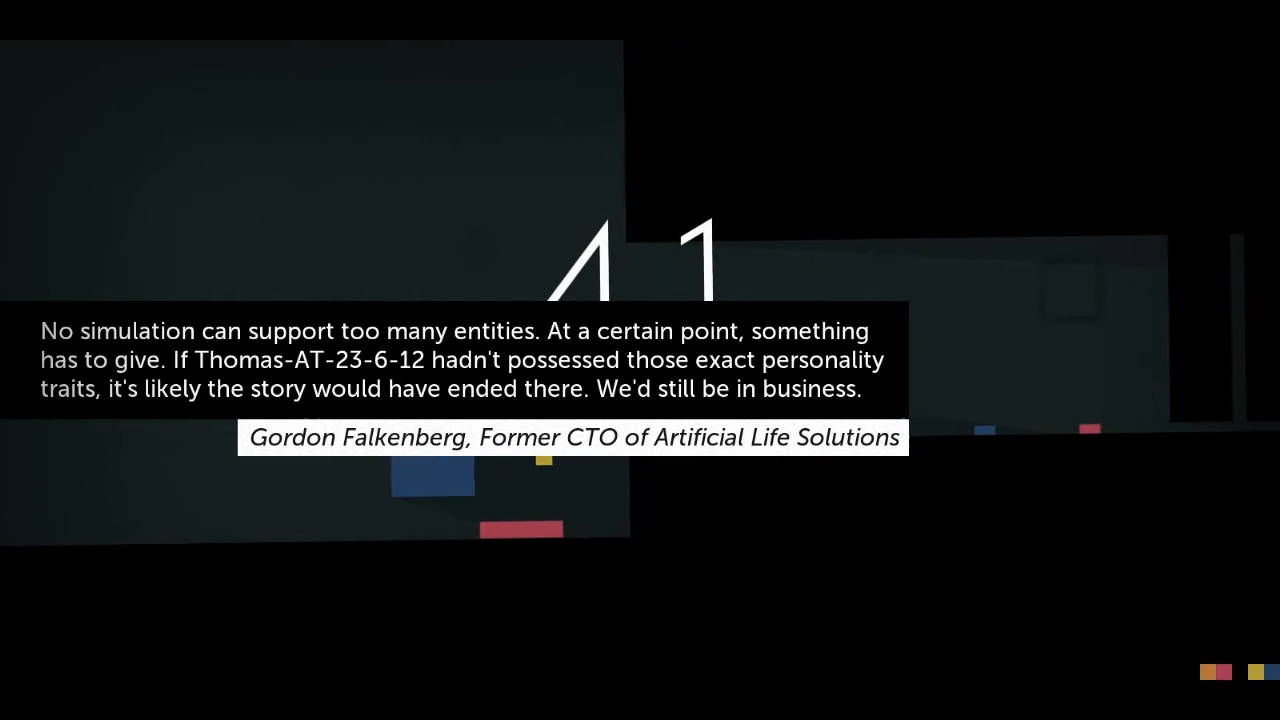 4.1
No simulation can support too many entities. At a certain point, something
has to give. If Thomas-AT-23-6-12 hadn't possessed those exact personality
traits, it's likely the story would have ended there. We'd still be in business.
Gordon Falkenberg, Former CTO of Artificial Life Solutions